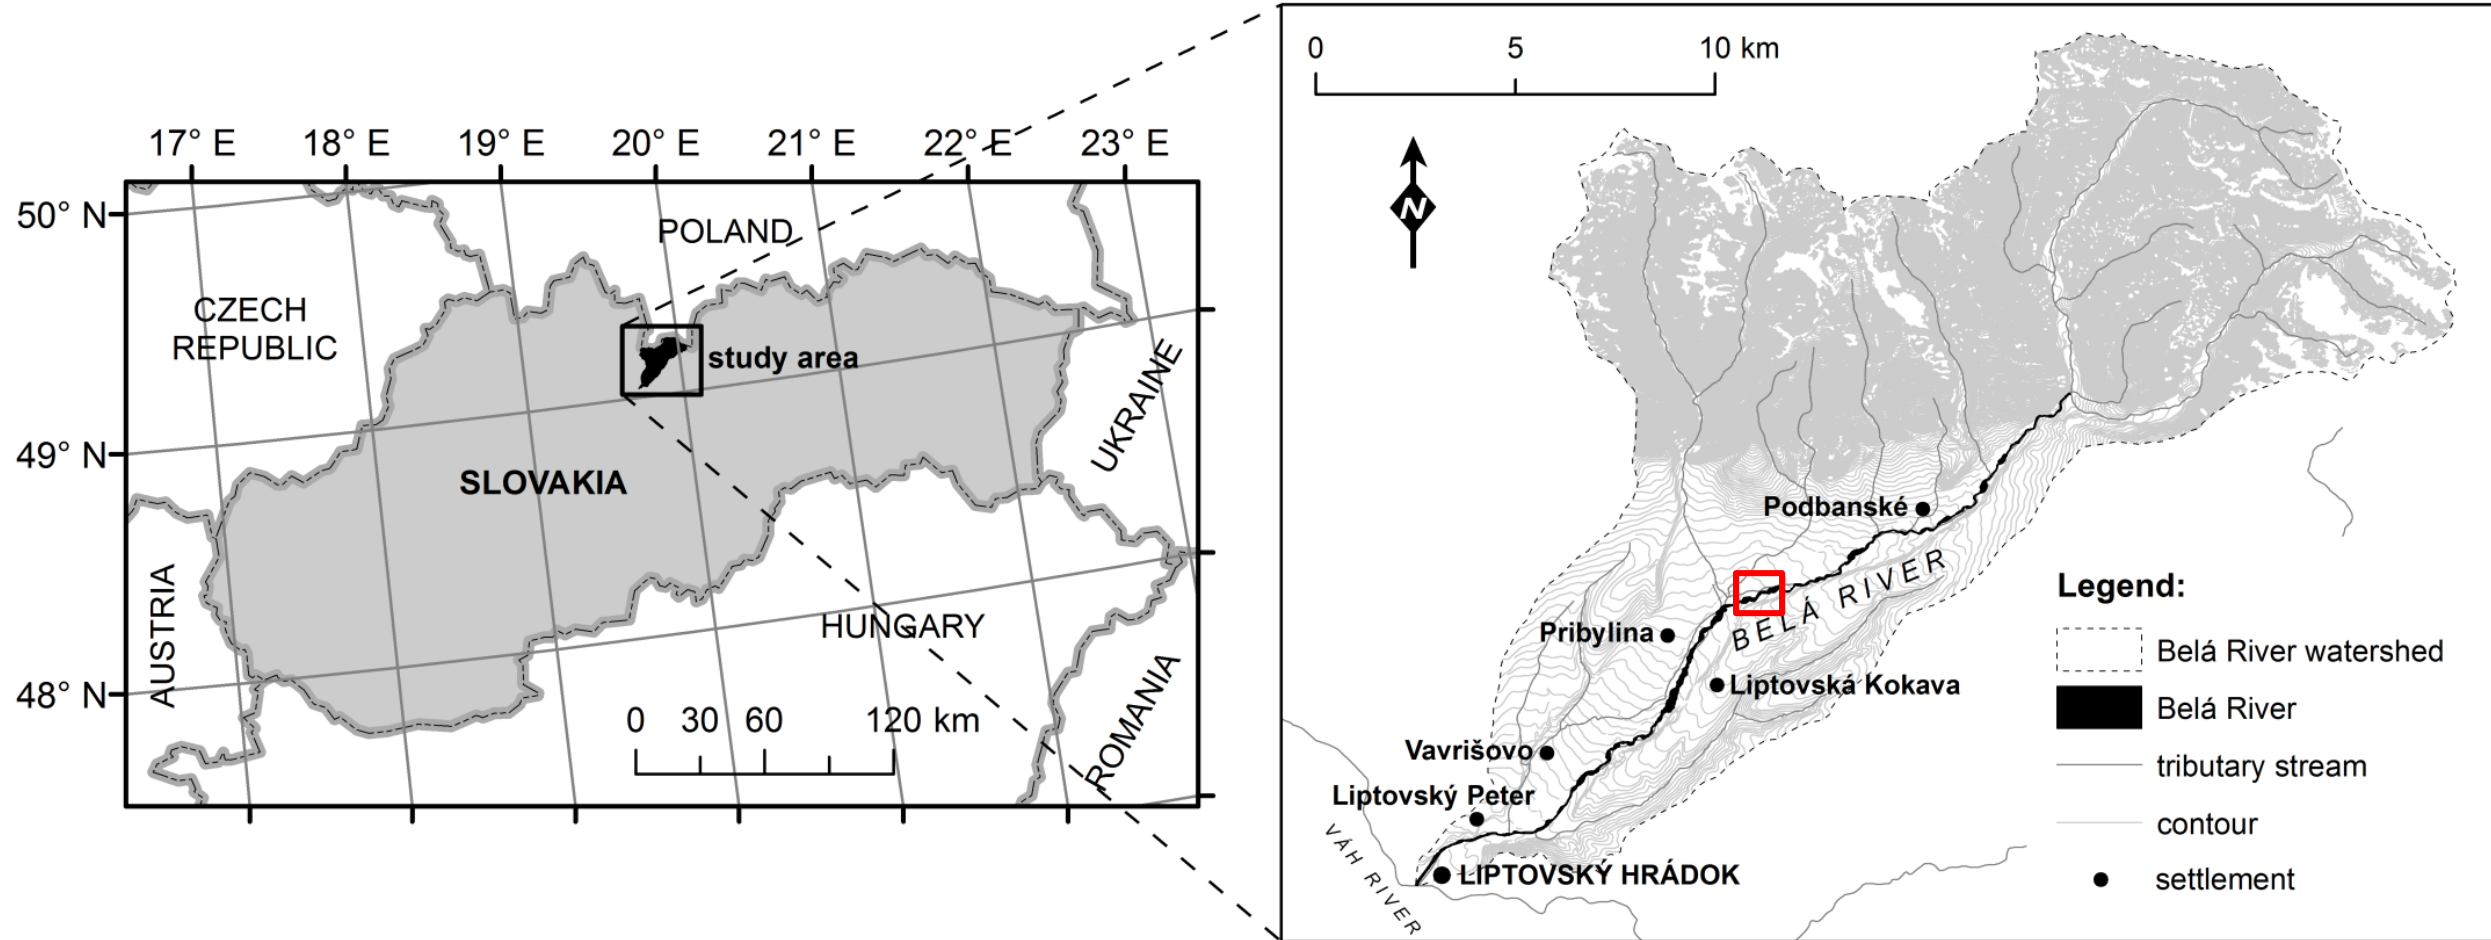 17° E
18° E
19° E
20° E
21° E
22° E
23° E
50° N
49° N
48° N
POLAND
CZECH
REPUBLIC
study area
UKRAINE
SLOVAKIA
AUSTRIA
HUNGARY
ROMANIA
0 30 60 120 km
0 5 10 km
N
Podbanské
BELÁ RIVER
Pribylina
Liptovská Kokava
Vavrišovo
Liptovský Peter
VÁH RIVER
LIPTOVSKÝ HRÁDOK
Legend:
Belá River watershed
Belá River
tributary stream
contour
settlement